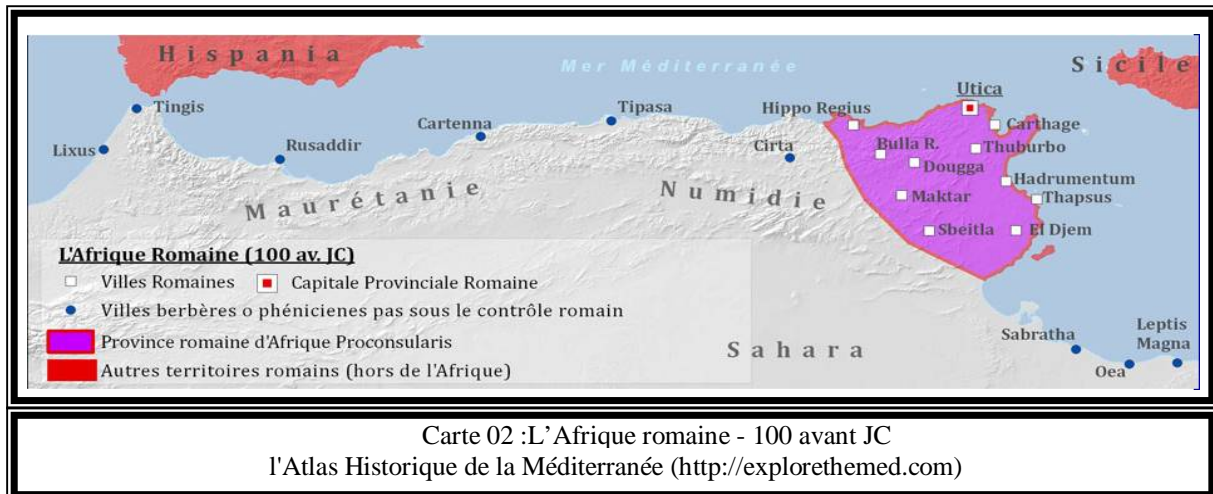 Hispania
Mer Méditerranée
Sicile
Utica
Tingis
Tipasa
Hippo Regius
Carthage
Cartenna
Lixus
Rusaddir
Cirta
Bulla R.
Thuburbo
Dougga
Hadrumentum
Maurétanie
Numidie
Maktar
Thapsus
Sbeitla
El Djem
L'Afrique Romaine (100 av. JC)
Villes Romaines
Capitale Provinciale Romaine
Villes berbères o phéniciennes pas sous le contrôle romain
Province romaine d'Afrique Proconsularis
Autres territoires romains (hors de l'Afrique)
Sahara
Sabratha
Leptis
Magna
Oea
Carte 02 :L'Afrique romaine - 100 avant JC
l'Atlas Historique de la Méditerranée (http://explorethemed.com)